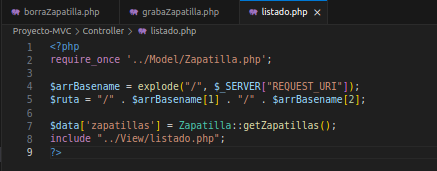 borraZapatilla.php
grabaZapatilla.php
listado.php
Proyecto-MVC > Controller > listado.php
1 <?php
2 require_once '../Model/Zapatilla.php';
3
4 $arrBasename = explode("/", $_SERVER["REQUEST_URI"]);
5 $ruta = "/" . $arrBasename[1] . "/" . $arrBasename[2];
6
7 $data['zapatillas'] = Zapatilla::getZapatillas();
8 include "../View/listado.php";
9 ?>